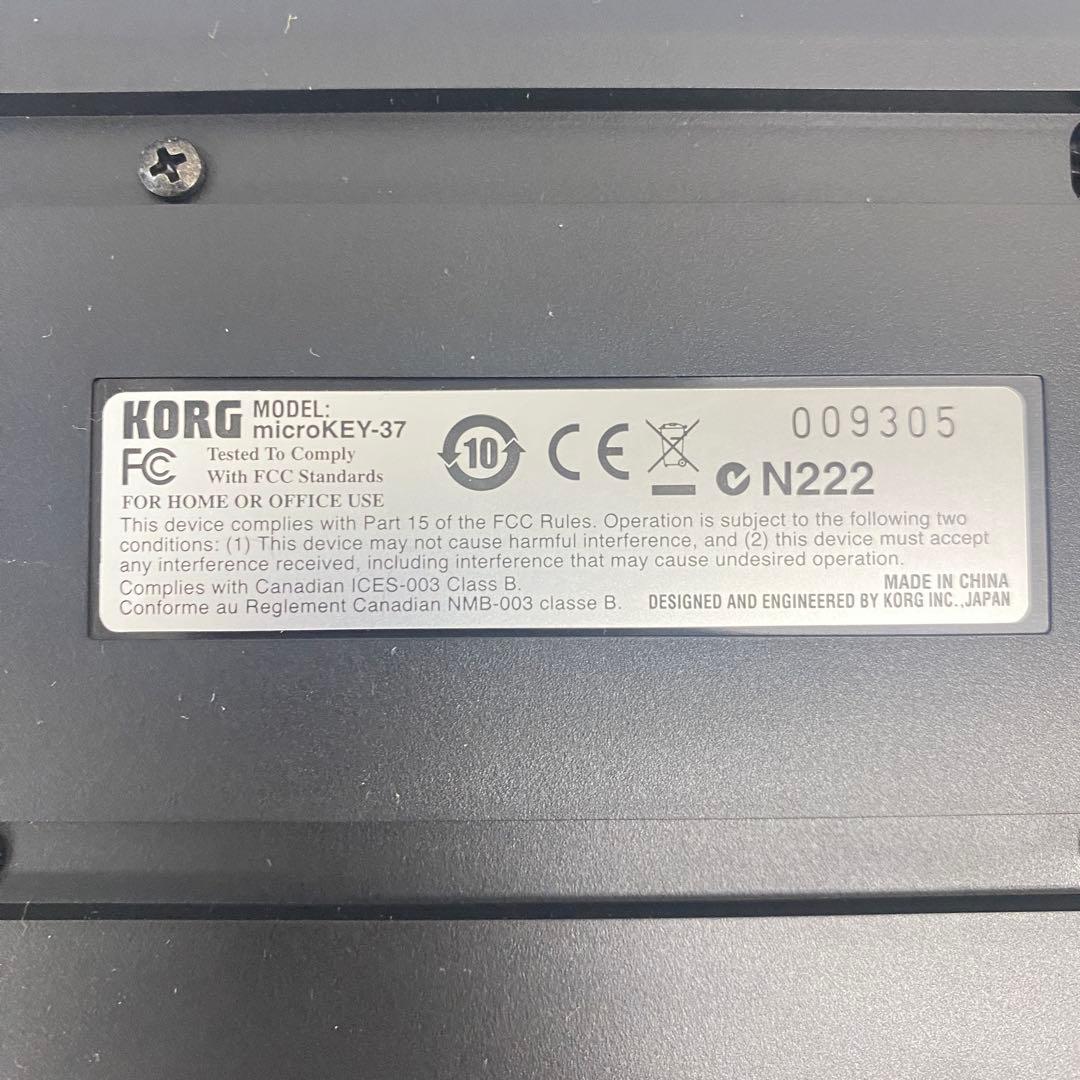 KORG MODEL:
microKEY-37
FC Tested To Comply
With FCC Standards
FOR HOME OR OFFICE USE
10 CE
009305
N222
This device complies with Part 15 of the FCC Rules. Operation is subject to the following two
conditions: (1) This device may not cause harmful interference, and (2) this device must accept
any interference received, including interference that may cause undesired operation.
Complies with Canadian ICES-003 Class B.
Conforme au Reglement Canadian NMB-003 classe B.
MADE IN CHINA
DESIGNED AND ENGINEERED BY KORG INC.,JAPAN